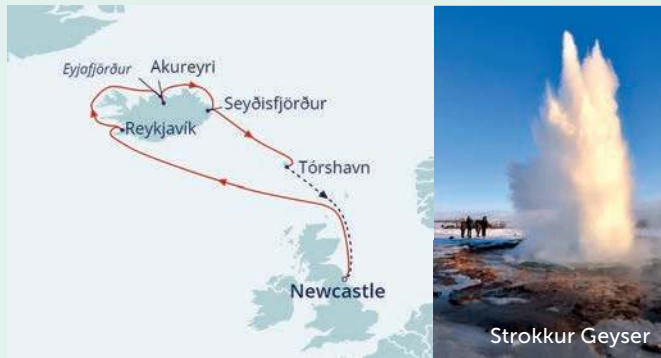 Eyjafjörður
Akureyri
Seyðisfjörður
Reykjavík
Tórshavn
Newcastle
Strokkur Geyser